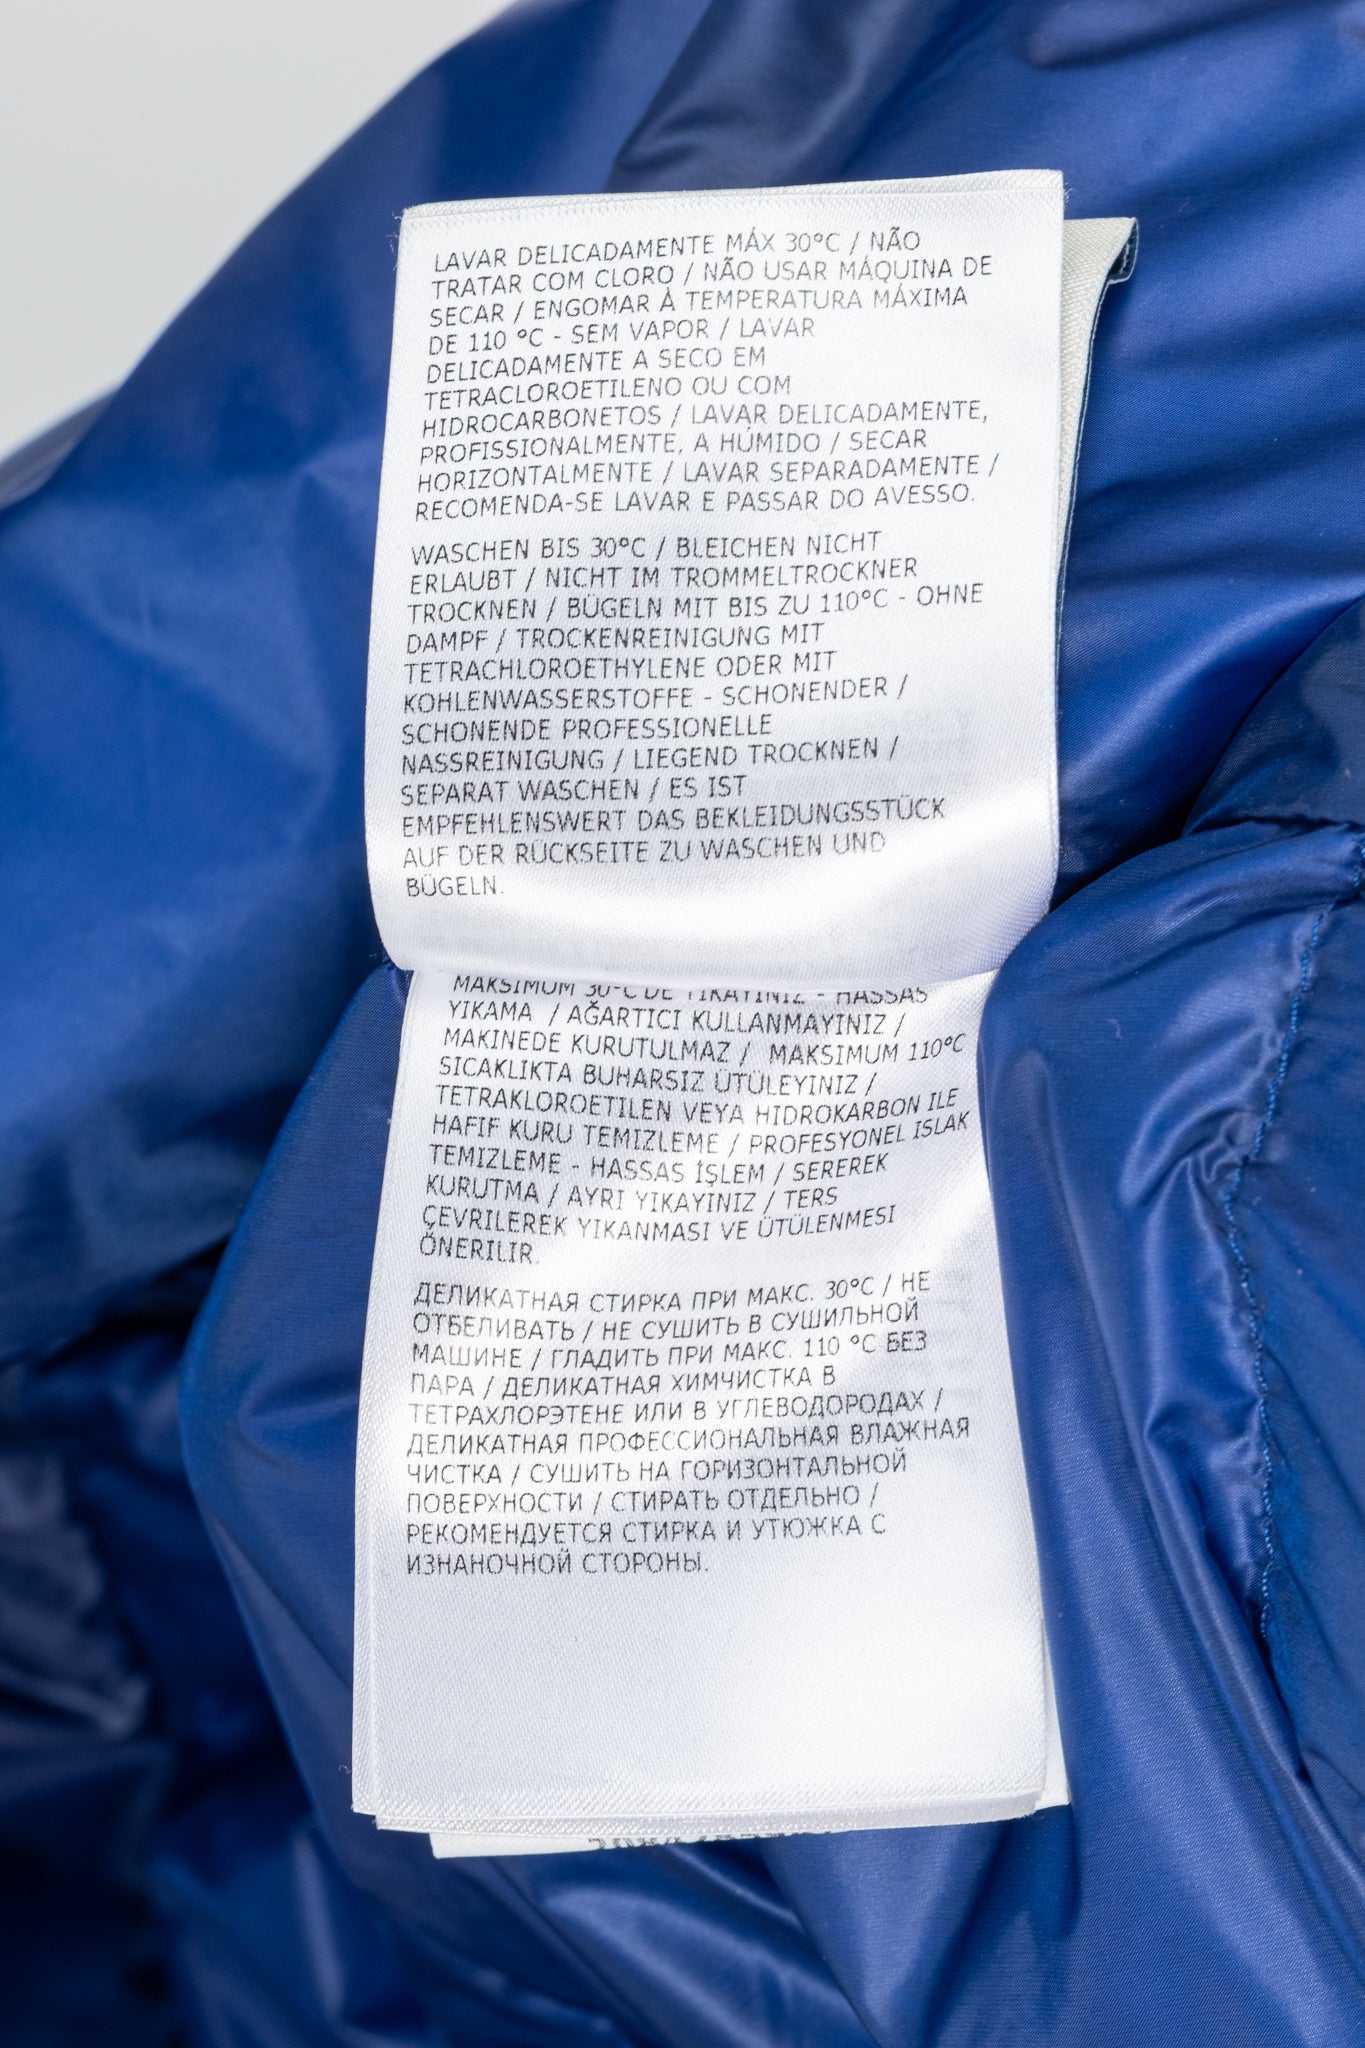 LAVAR DELICADAMENTE MÁX 30°C / NÃO
TRATAR COM CLORO / NÃO USAR MÁQUINA DE
SECAR / ENGOMAR À TEMPERATURA MÁXIMA
DE 110 °C - SEM VAPOR / LAVAR
DELICADAMENTE A SECO EM
TETRACLOROETILENO OU COM
HIDROCARBONETOS / LAVAR DELICADAMENTE,
PROFISSIONALMENTE, A HÚMIDO / SECAR
HORIZONTALMENTE / LAVAR SEPARADAMENTE /
RECOMENDA-SE LAVAR E PASSAR DO AVESSO.
WASCHEN BIS 30°C / BLEICHEN NICHT
ERLAUBT / NICHT IM TROMMELTROCKNER
TROCKNEN / BÜGELN MIT BIS ZU 110°C - OHNE
DAMPF / TROCKENREINIGUNG MIT
TETRACHLOROETHYLENE ODER MIT
KOHLENWASSERSTOFFE - SCHONENDER /
SCHONENDE PROFESSIONELLE
NASSREINIGUNG / LIEGEND TROCKNEN /
SEPARAT WASCHEN / ES IST
EMPFEHLENSWERT DAS BEKLEIDUNGSSTÜCK
AUF DER RÜCKSEITE ZU WASCHEN UND
BÜGELN.
MAKSIMUM 30°C'DE YIKAYINIZ - HASSAS
YIKAMA / AĞARTICI KULLANMAYINIZ /
MAKINEDE KURUTULMAZ / MAKSIMUM 110°C
SICAKLIKTA BUHARSIZ ÜTÜLEYINIZ /
TETRAKLOROETILEN VEYA HIDROKARBON ILE
HAFIF KURU TEMIZLEME / PROFESYONEL ISLAK
TEMIZLEME - HASSAS İŞLEM / SEREREK
KURUTMA / AYRI YIKAYINIZ / TERS
ÇEVRILEREK YIKANMASI VE ÜTÜLENMESI
ÖNERILIR.
ДЕЛИКАТНАЯ СТИРКА ПРИ МАКС. 30°C / НЕ
ОТБЕЛИВАТЬ / НЕ СУШИТЬ В СУШИЛЬНОЙ
МАШИНЕ / ГЛАДИТЬ ПРИ МАКС. 110 °C БЕЗ
ПАРА / ДЕЛИКАТНАЯ ХИМЧИСТКА В
ТЕТРАХЛОРЭТЕНЕ ИЛИ В УГЛЕВОДОРОДАХ /
ДЕЛИКАТНАЯ ПРОФЕССИОНАЛЬНАЯ ВЛАЖНАЯ
ЧИСТКА / СУШИТЬ НА ГОРИЗОНТАЛЬНОЙ
ПОВЕРХНОСТИ / СТИРАТЬ ОТДЕЛЬНО /
РЕКОМЕНДУЕТСЯ СТИРКА И УТЮЖКА С
ИЗНАНОЧНОЙ СТОРОНЫ.